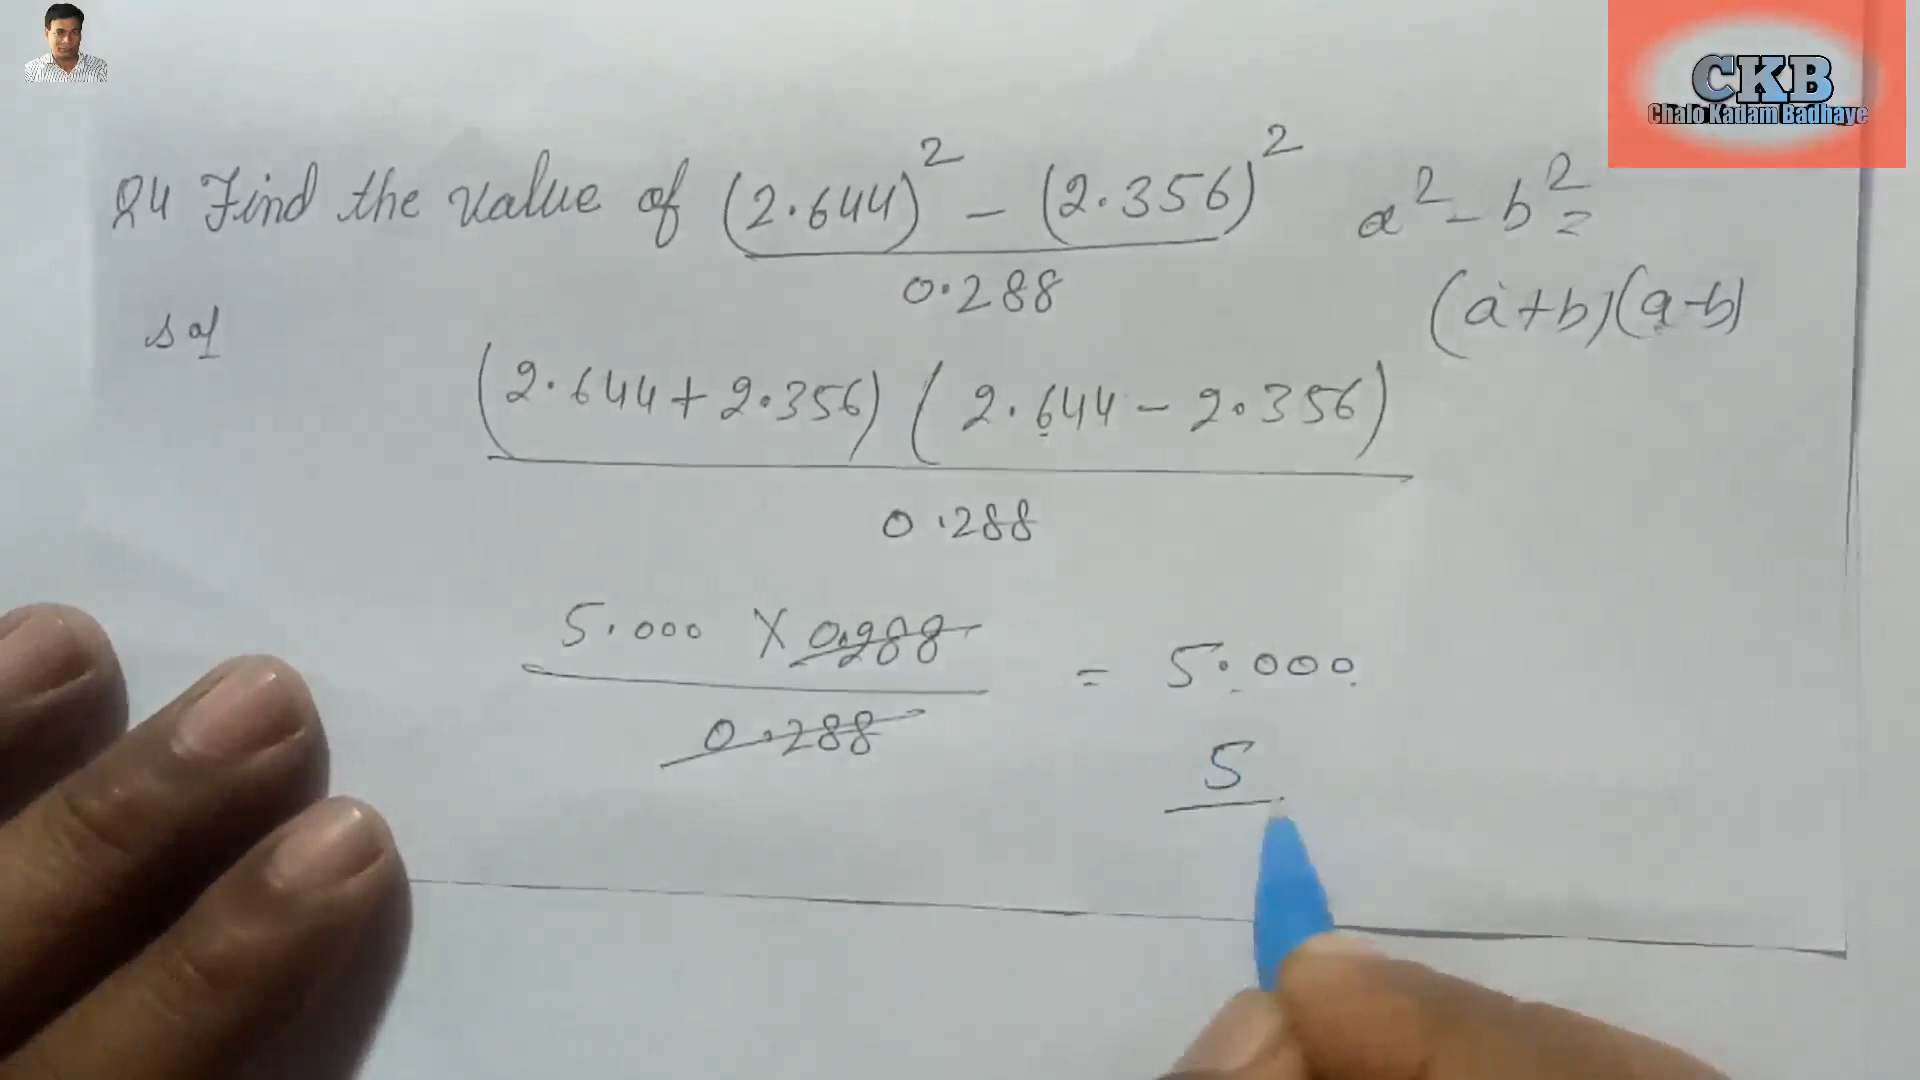 CKB
Chalo Kadam Badhaye
Q4 Find the value of (2.644)² - (2.356)² a² - b² =
0.288
(a+b)(a-b)
sol
(2.644 + 2.356) (2.644 - 2.356)
0.288
5.000 X 0.288 = 5.000
0.288
5